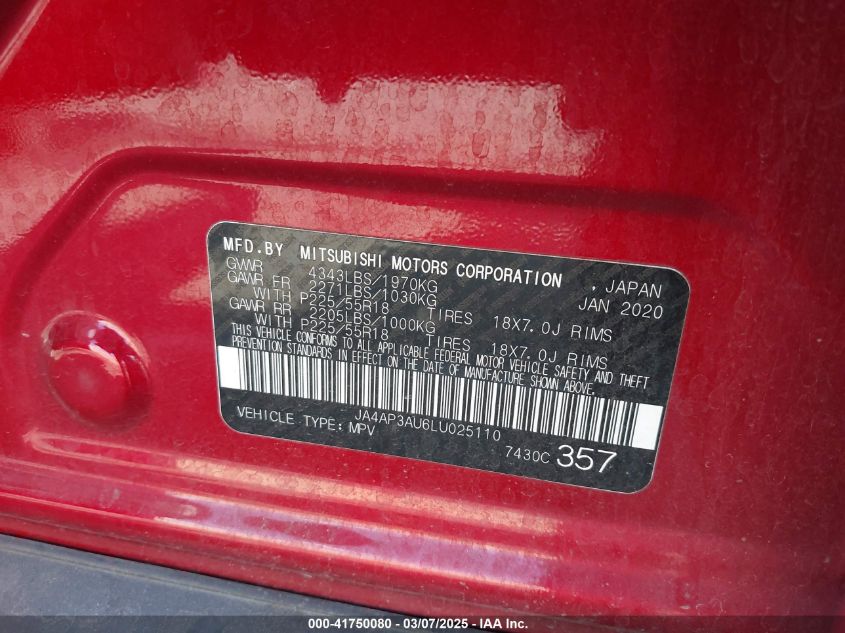 MFD.BY MITSUBISHI MOTORS CORPORATION , JAPAN
GVWR 4343LBS/1970KG JAN 2020
GAWR FR 2271LBS/1030KG
WITH P225/55R18 TIRES 18X7.0J RIMS
GAWR RR 2205LBS/1000KG
WITH P225/55R18 TIRES 18X7.0J RIMS
THIS VEHICLE CONFORMS TO ALL APPLICABLE FEDERAL MOTOR VEHICLE SAFETY AND THEFT
PREVENTION STANDARDS IN EFFECT ON THE DATE OF MANUFACTURE SHOWN ABOVE.
JA4AP3AU6LU025110
VEHICLE TYPE: MPV
7430C 357
000-41750080 — 03/07/2025 - IAA Inc.